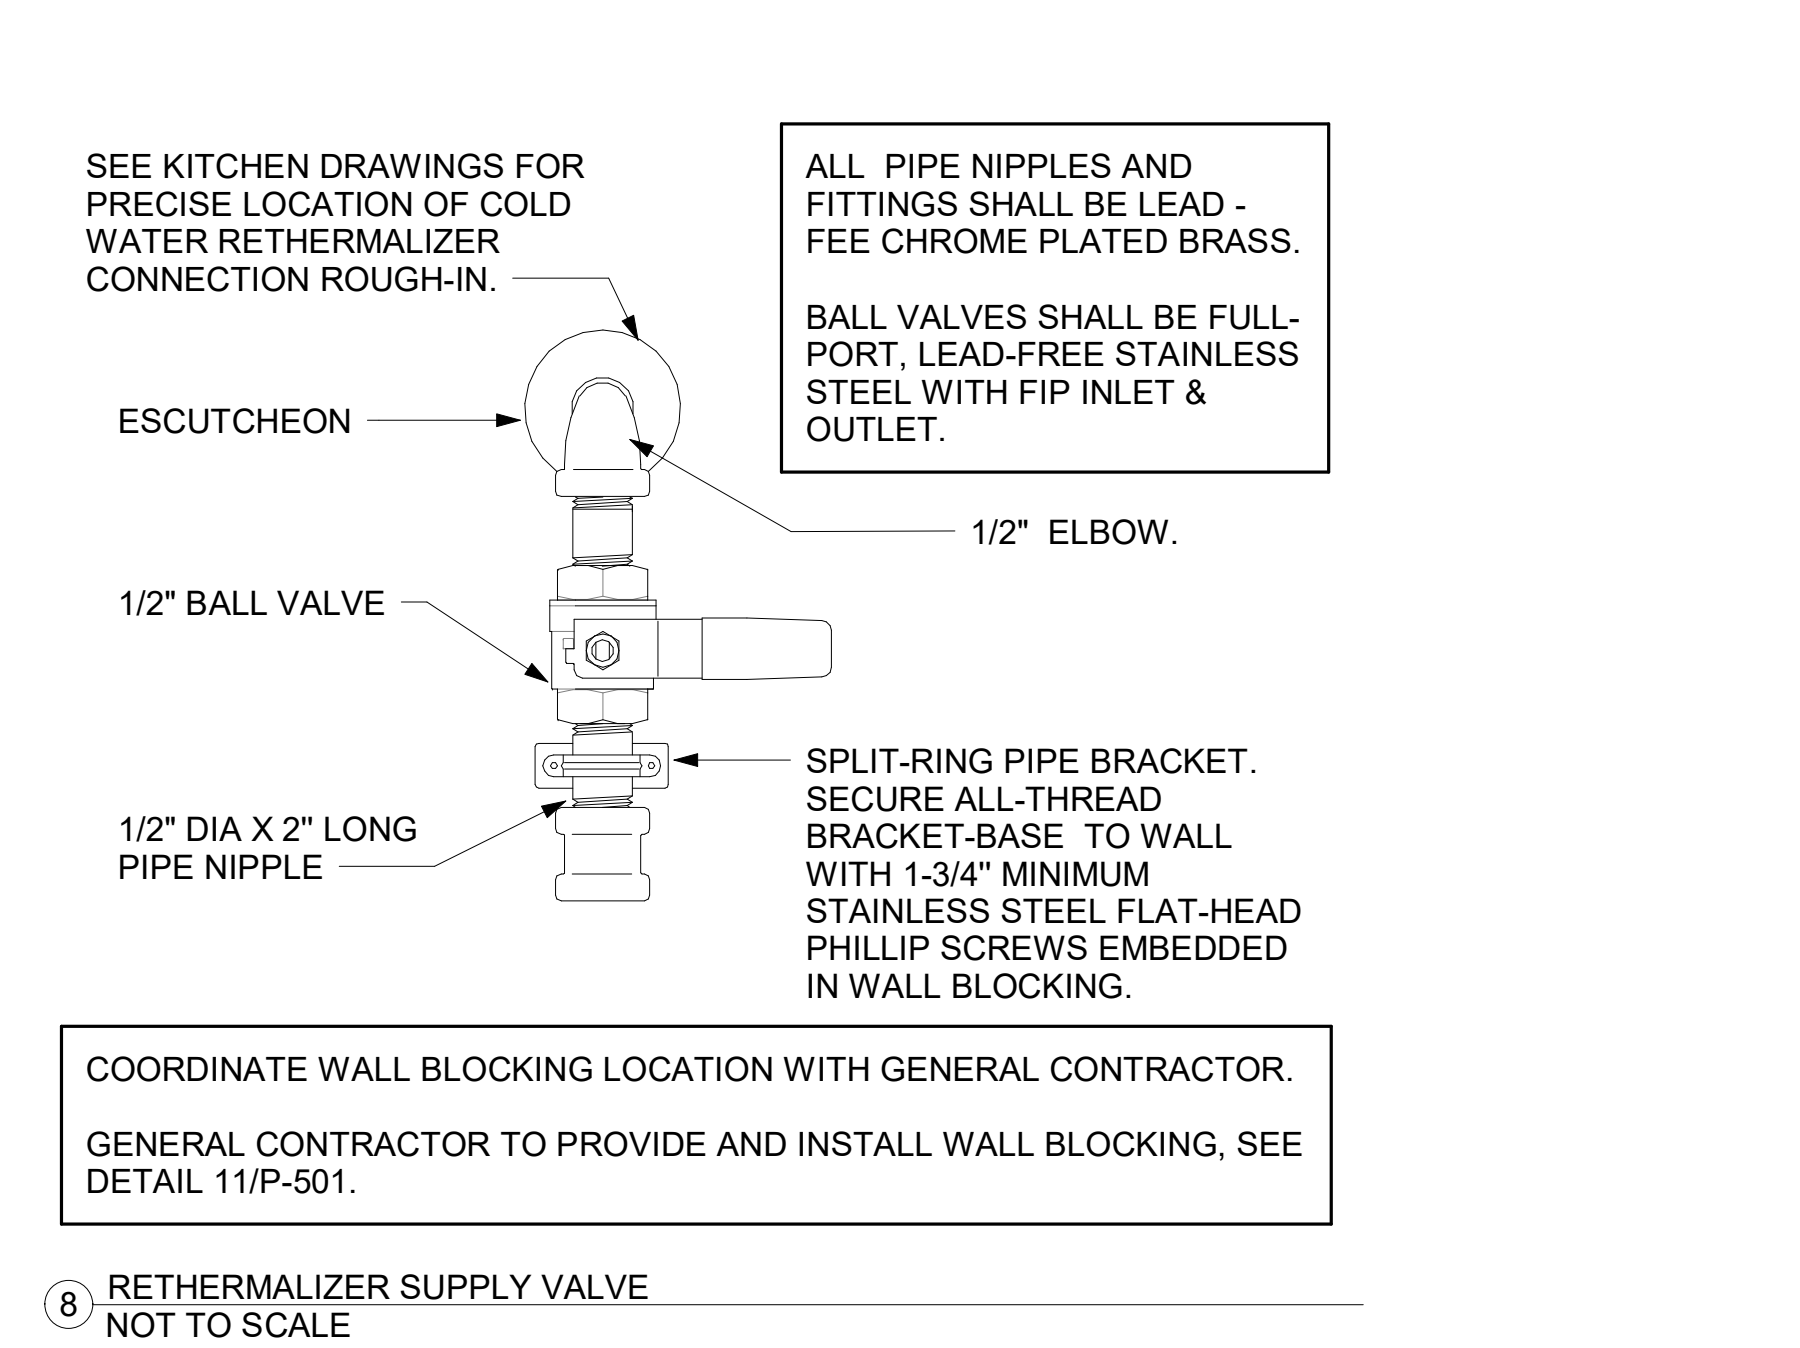 SEE KITCHEN DRAWINGS FOR
PRECISE LOCATION OF COLD
WATER RETHERMALIZER
CONNECTION ROUGH-IN.
ALL  PIPE NIPPLES AND
FITTINGS SHALL BE LEAD -
FEE CHROME PLATED BRASS.
BALL VALVES SHALL BE FULL-
PORT, LEAD-FREE STAINLESS
STEEL WITH FIP INLET &
OUTLET.
ESCUTCHEON
1/2"  ELBOW.
1/2" BALL VALVE
SPLIT-RING PIPE BRACKET.
SECURE ALL-THREAD
BRACKET-BASE  TO WALL
WITH 1-3/4" MINIMUM
STAINLESS STEEL FLAT-HEAD
PHILLIP SCREWS EMBEDDED
IN WALL BLOCKING.
1/2" DIA X 2" LONG
PIPE NIPPLE
COORDINATE WALL BLOCKING LOCATION WITH GENERAL CONTRACTOR.
GENERAL CONTRACTOR TO PROVIDE AND INSTALL WALL BLOCKING, SEE
DETAIL 11/P-501.
8 RETHERMALIZER SUPPLY VALVE
NOT TO SCALE